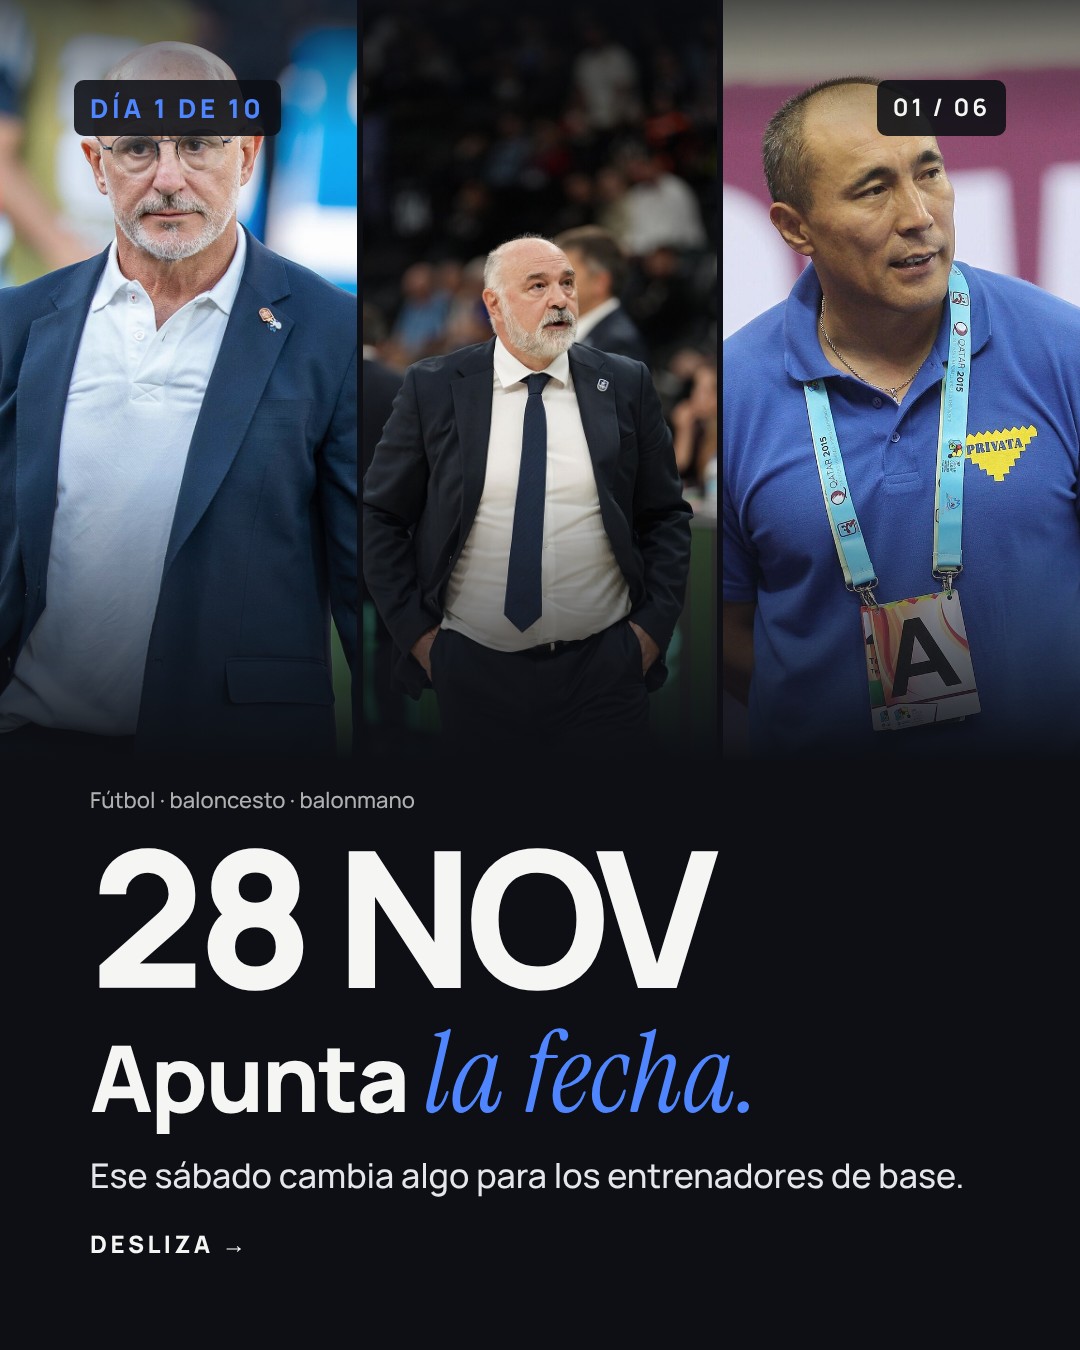 DÍA 1 DE 10
01 / 06
QATAR 2015
QATAR 2015
PRIVATA
A
Fútbol · baloncesto · balonmano
28 NOV
Apunta la fecha.
Ese sábado cambia algo para los entrenadores de base.
DESLIZA →